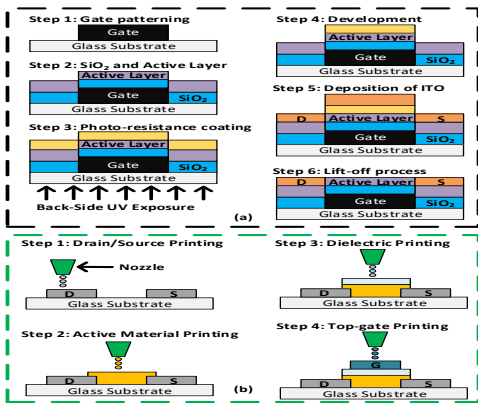 Step 1: Gate patterning
Gate
Glass Substrate
Step 2: SiO₂ and Active Layer
Active Layer
Gate
SiO₂
Glass Substrate
Step 3: Photo-resistance coating
Active Layer
Gate
SiO₂
Glass Substrate
Back-Side UV Exposure
Step 4: Development
Active Layer
Gate
SiO₂
Glass Substrate
Step 5: Deposition of ITO
D
Active Layer
S
Gate
SiO₂
Glass Substrate
Step 6: Lift-off process
D
Active Layer
S
Gate
SiO₂
Glass Substrate
(a)
Step 1: Drain/Source Printing
Nozzle
D
S
Glass Substrate
Step 2: Active Material Printing
D
S
Glass Substrate
Step 3: Dielectric Printing
D
S
Glass Substrate
Step 4: Top-gate Printing
G
D
S
Glass Substrate
(b)